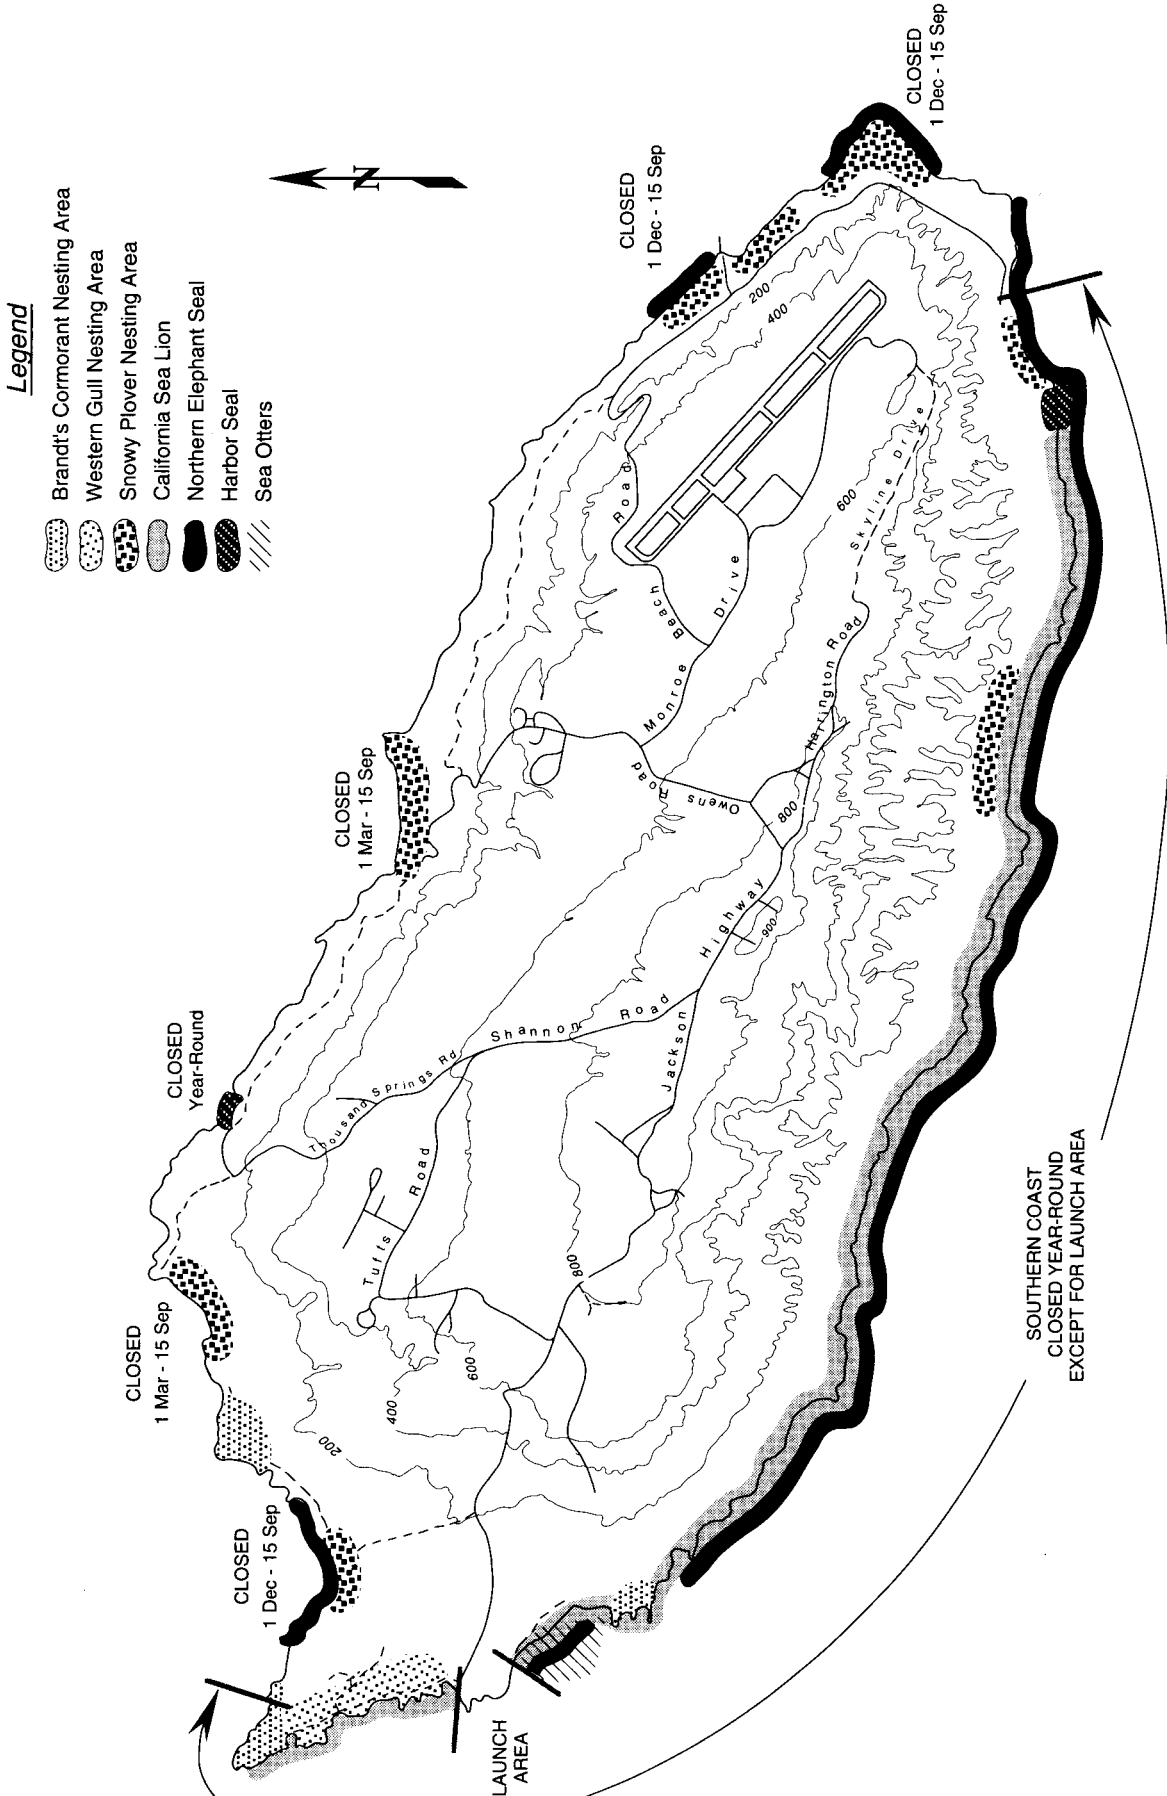 Legend
Brandt's Cormorant Nesting Area
Western Gull Nesting Area
Snowy Plover Nesting Area
California Sea Lion
Northern Elephant Seal
Harbor Seal
Sea Otters
N
CLOSED
1 Dec - 15 Sep
CLOSED
1 Mar - 15 Sep
CLOSED
Year-Round
CLOSED
1 Mar - 15 Sep
CLOSED
1 Dec - 15 Sep
CLOSED
1 Dec - 15 Sep
LAUNCH
AREA
SOUTHERN COAST
CLOSED YEAR-ROUND
EXCEPT FOR LAUNCH AREA
200
400
600
800
Tufts Road
Thousand Springs Rd
Shannon Road
Jackson Highway
900
800
Owens Road
Harrington Road
Monroe Drive
Beach Road
Skyline Drive
600
400
200